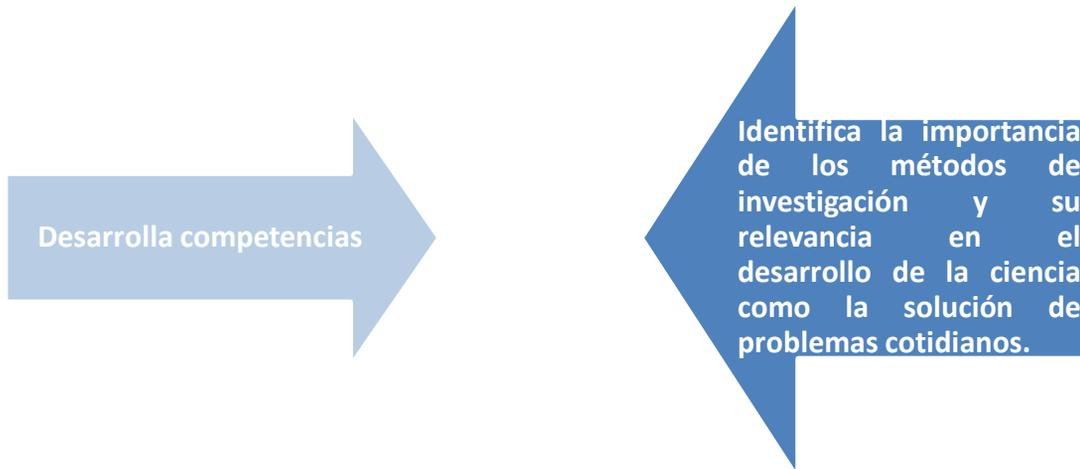 Desarrolla competencias
Identifica la importancia
de los métodos de
investigación y su
relevancia en el
desarrollo de la ciencia
como la solución de
problemas cotidianos.